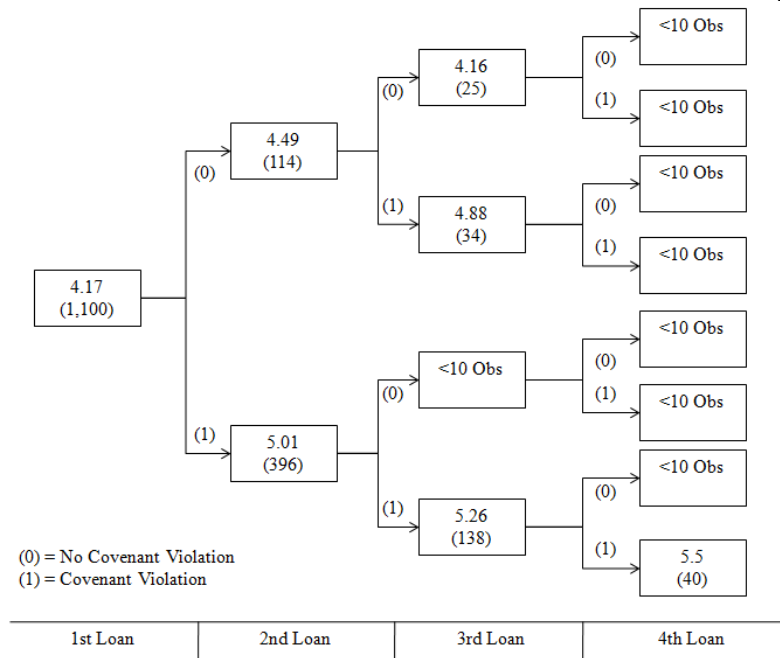 <10 Obs
4.16
(25)
(0)
(0)
(1)
<10 Obs
4.49
(114)
(0)
<10 Obs
(1)
4.88
(34)
(0)
(1)
<10 Obs
4.17
(1,100)
<10 Obs
<10 Obs
(0)
(0)
(1)
<10 Obs
(1)
5.01
(396)
<10 Obs
(0)
(1)
5.26
(138)
(0) = No Covenant Violation
(1) = Covenant Violation
(1)
5.5
(40)
1st Loan
2nd Loan
3rd Loan
4th Loan